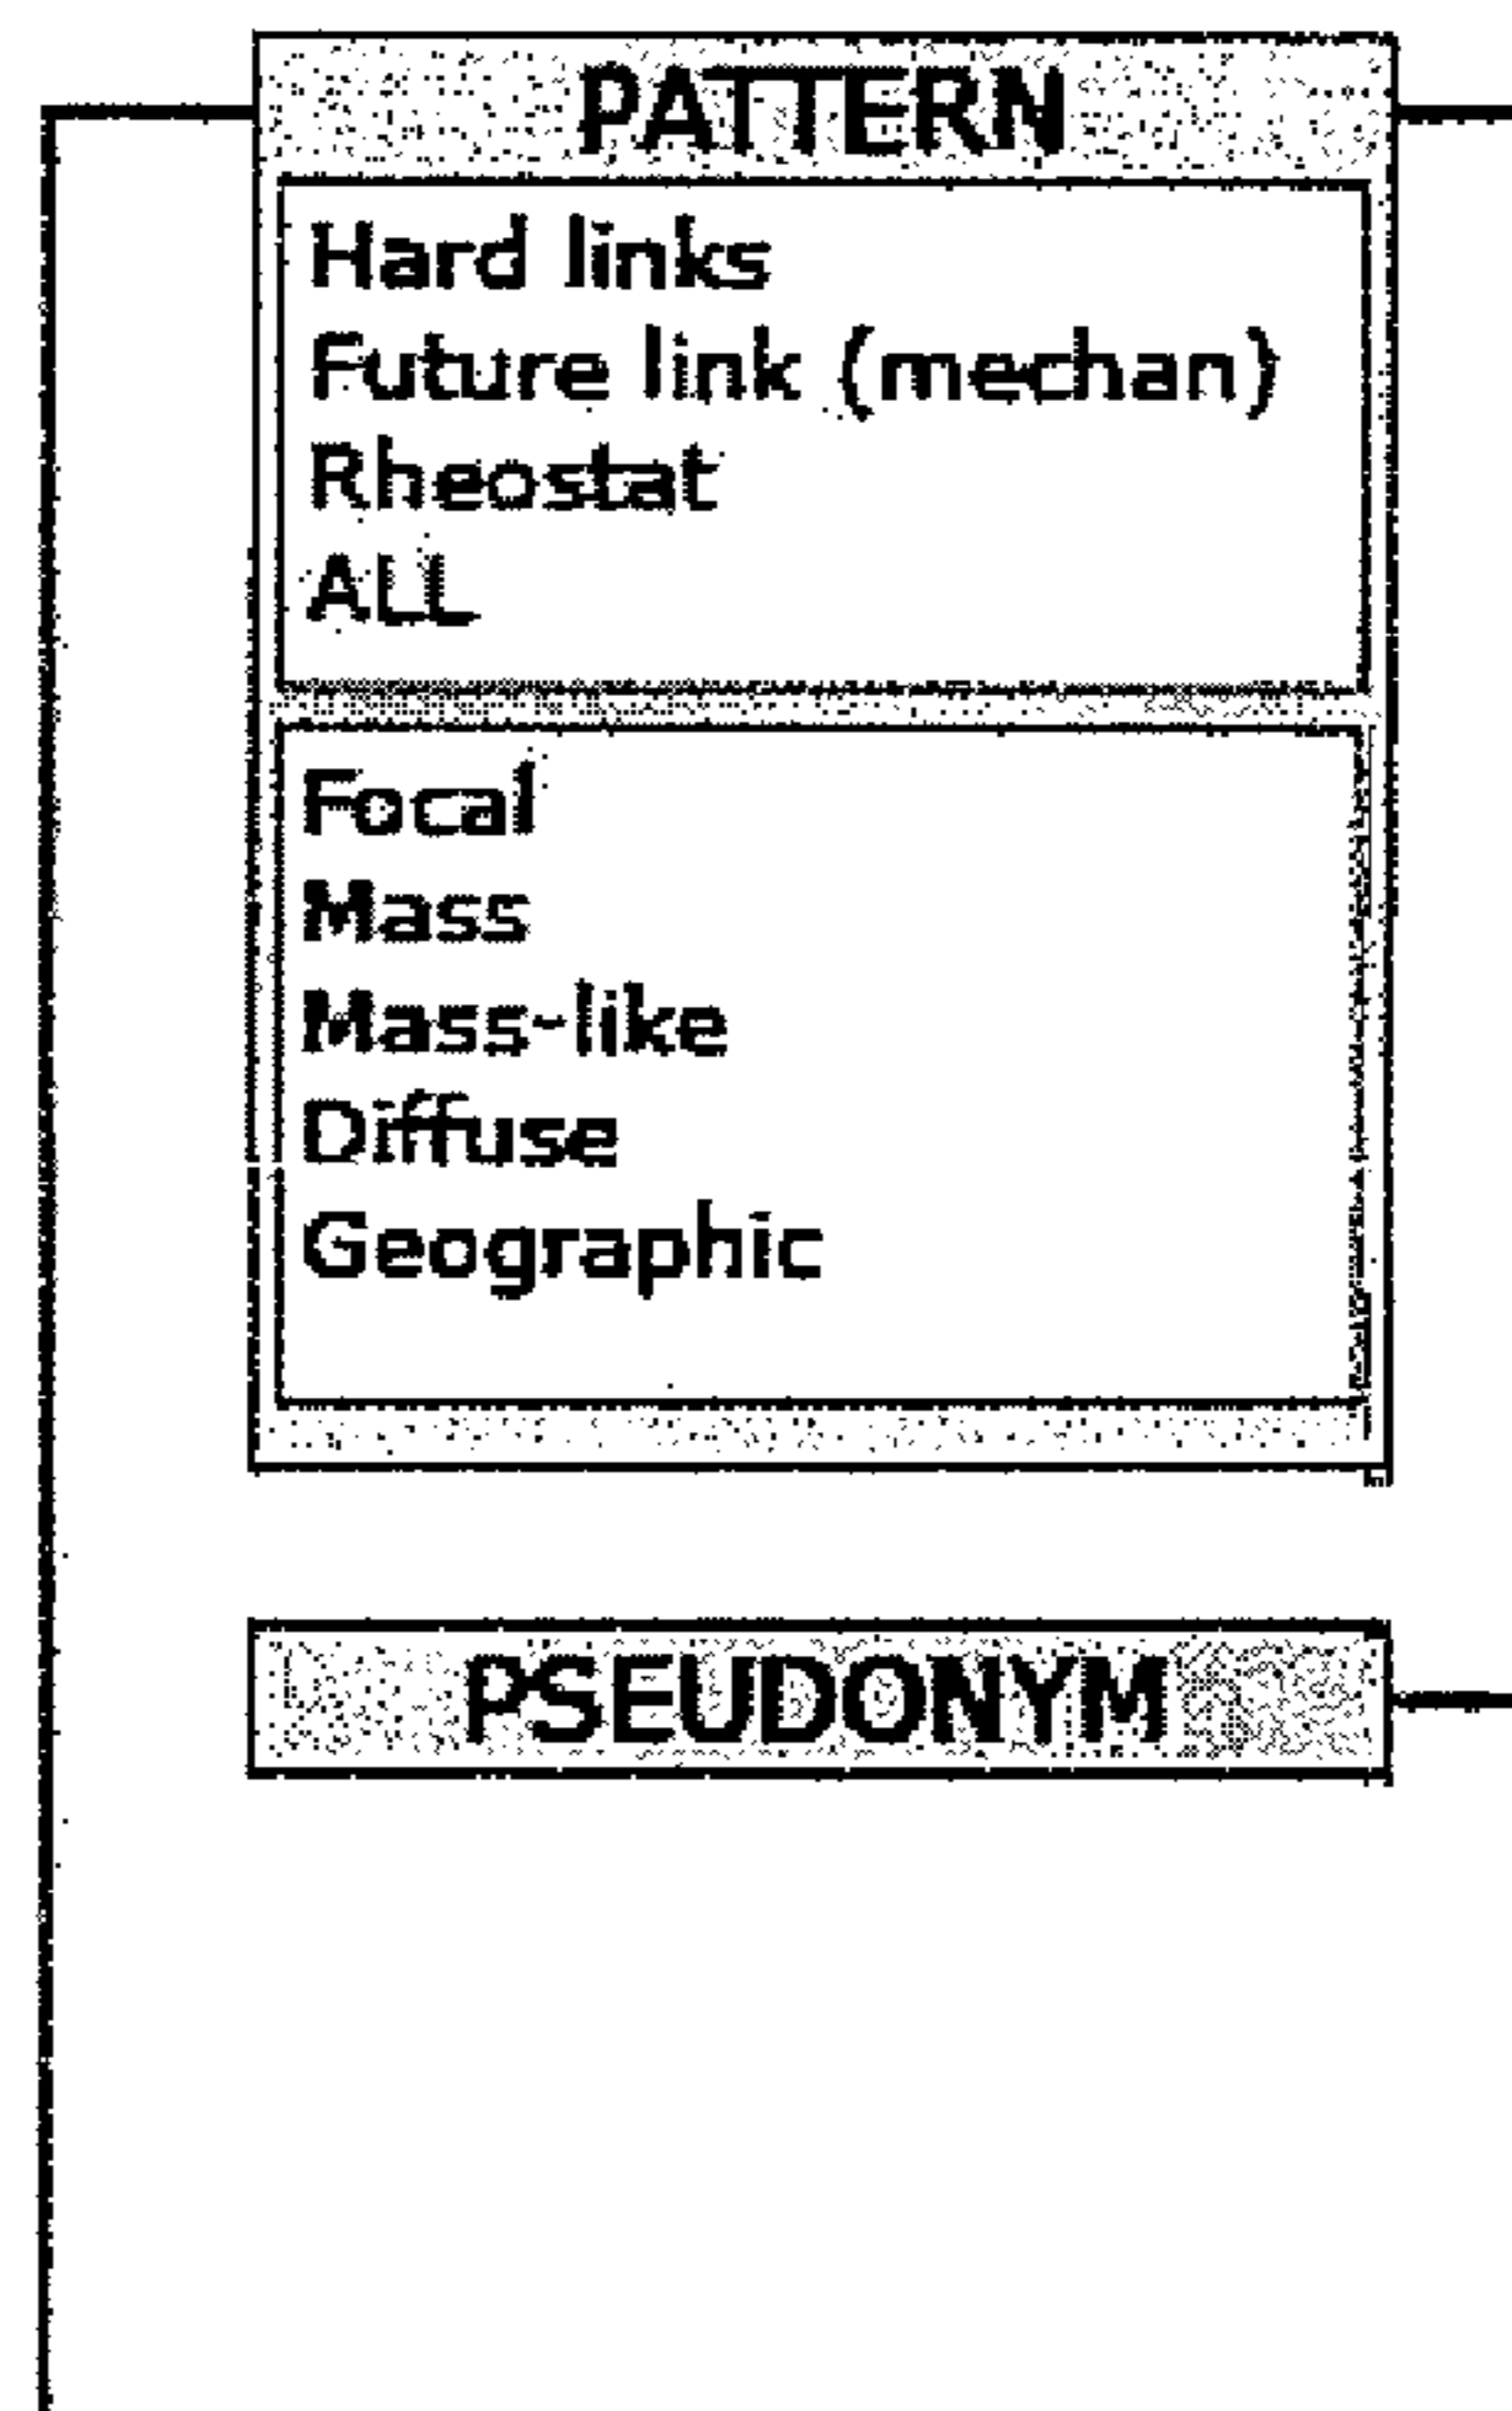 PATTERN
Hard links
Future link (mechan)
Rheostat
ALL
Focal
Mass
Mass-like
Diffuse
Geographic
PSEUDONYM